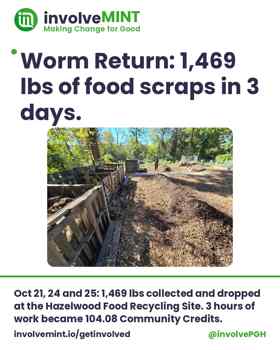 involveMINT
Making Change for Good
Worm Return: 1,469
lbs of food scraps in 3
days.
Oct 21, 24 and 25: 1,469 lbs collected and dropped
at the Hazelwood Food Recycling Site. 3 hours of
work became 104.08 Community Credits.
involvemint.io/getinvolved @involvePGH